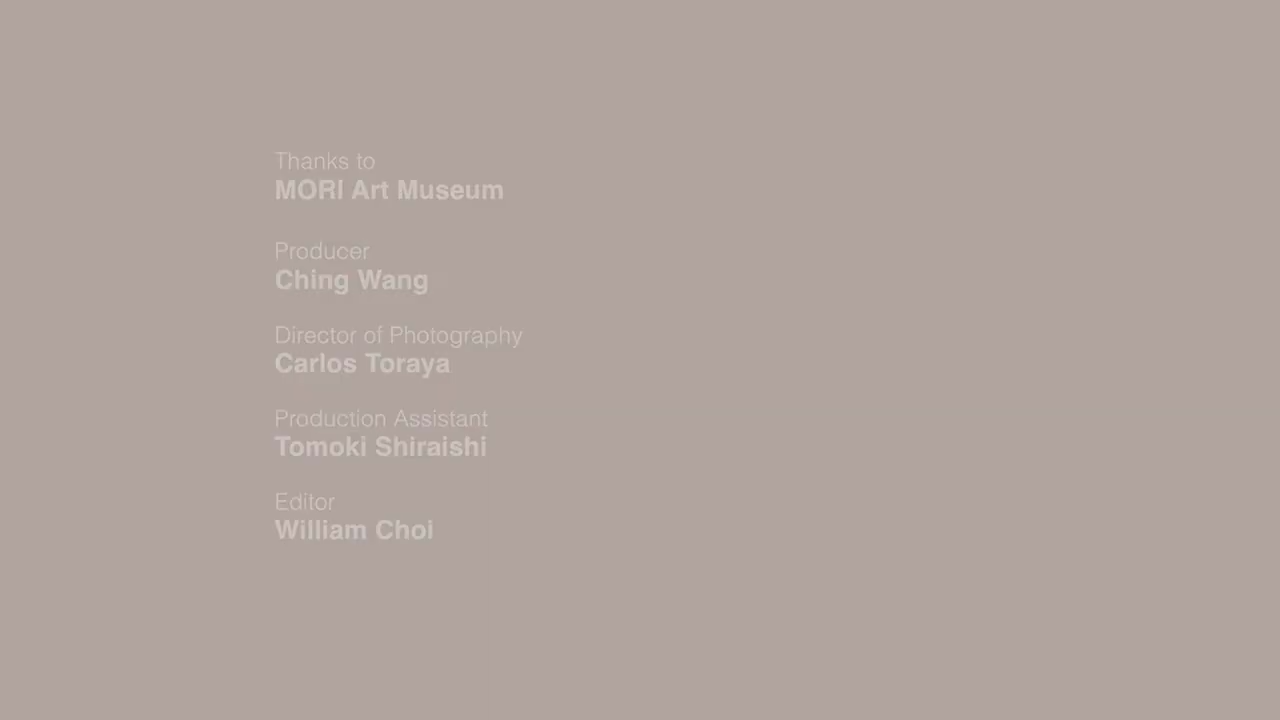 Thanks to
MORI Art Museum
Producer
Ching Wang
Director of Photography
Carlos Toraya
Production Assistant
Tomoki Shiraishi
Editor
William Choi